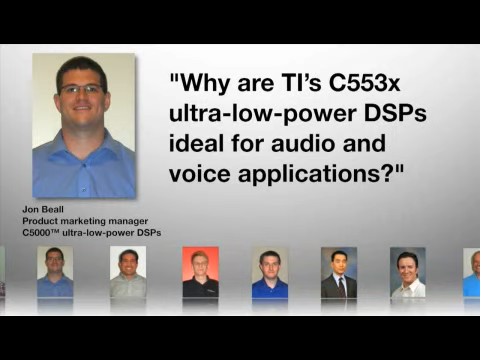 "Why are TI's C553x
ultra-low-power DSPs
ideal for audio and
voice applications?"
Jon Beall
Product marketing manager
C5000™ ultra-low-power DSPs